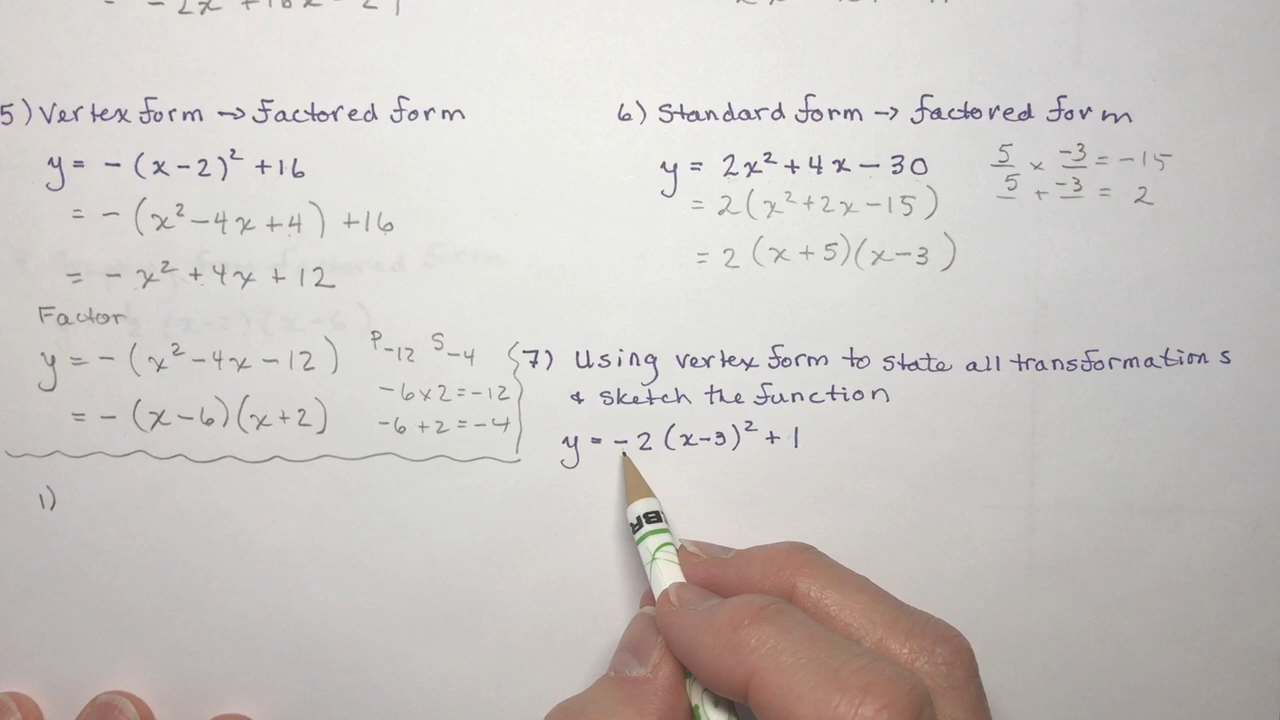 5) Vertex form → Factored form
y = -(x-2)² +16
= -(x²-4x+4) +16
= -x² +4x +12
Factor
y = -(x²-4x-12)
P -12 S -4
-6×2=-12
= -(x-6)(x+2)
-6+2=-4
1)
6) Standard form → factored form
y = 2x²+4x-30
5 × -3 = -15
= 2(x²+2x-15)
5 + -3 = 2
= 2(x+5)(x-3)
7) Using vertex form to state all transformations
& sketch the function
y = -2(x-3)² + 1